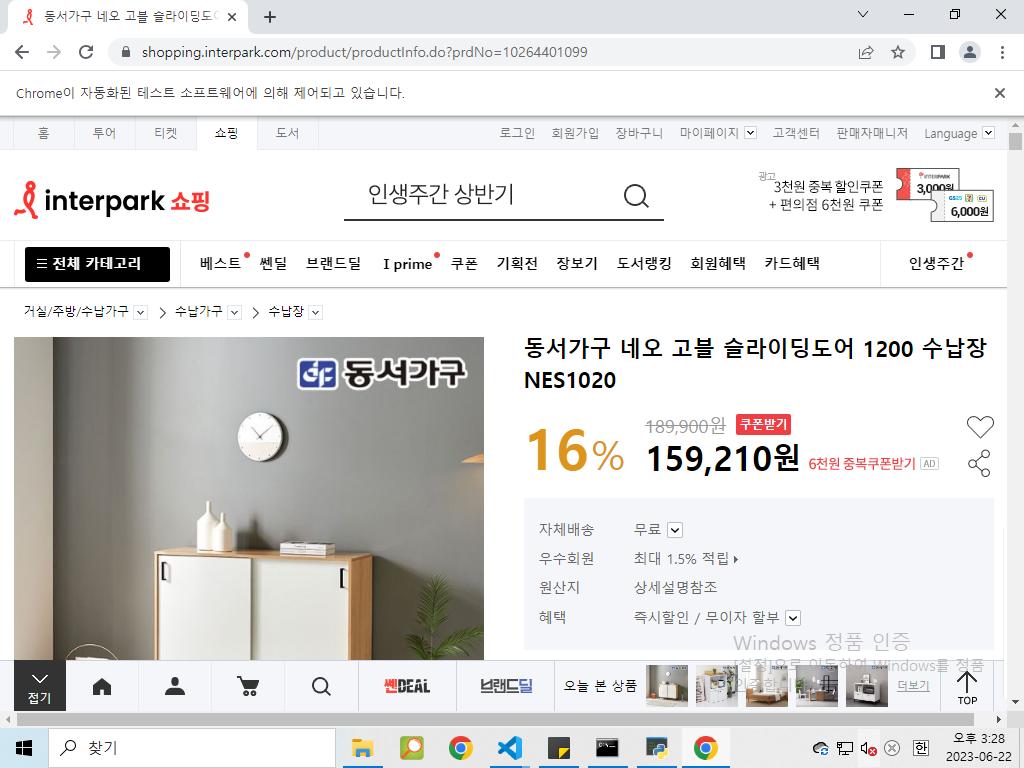 동서가구 네오 고블 슬라이딩도어
shopping.interpark.com/product/productInfo.do?prdNo=10264401099
Chrome이 자동화된 테스트 소프트웨어에 의해 제어되고 있습니다.
홈 투어 티켓 쇼핑 도서 로그인 회원가입 장바구니 마이페이지 고객센터 판매자매니저 Language
광고
interpark 쇼핑 인생주간 상반기 3천원 중복 할인쿠폰 3,000원
+ 편의점 6천원 쿠폰 6,000원
전체 카테고리 베스트 쎈딜 브랜드딜 I prime 쿠폰 기획전 장보기 도서랭킹 회원혜택 카드혜택 인생주간
거실/주방/수납가구 수납가구 수납장
동서가구
동서가구 네오 고블 슬라이딩도어 1200 수납장
NES1020
189,900원 쿠폰받기
16% 159,210원 6천원 중복쿠폰받기 AD
자체배송 무료
우수회원 최대 1.5% 적립
원산지 상세설명참조
혜택 즉시할인 / 무이자 할부
Windows 정품 인증
[설정]으로 이동하여 Windows를 정품
접기 쎈DEAL 브랜드딜 오늘 본 상품 더보기 TOP
찾기 한 오후 3:28
2023-06-22